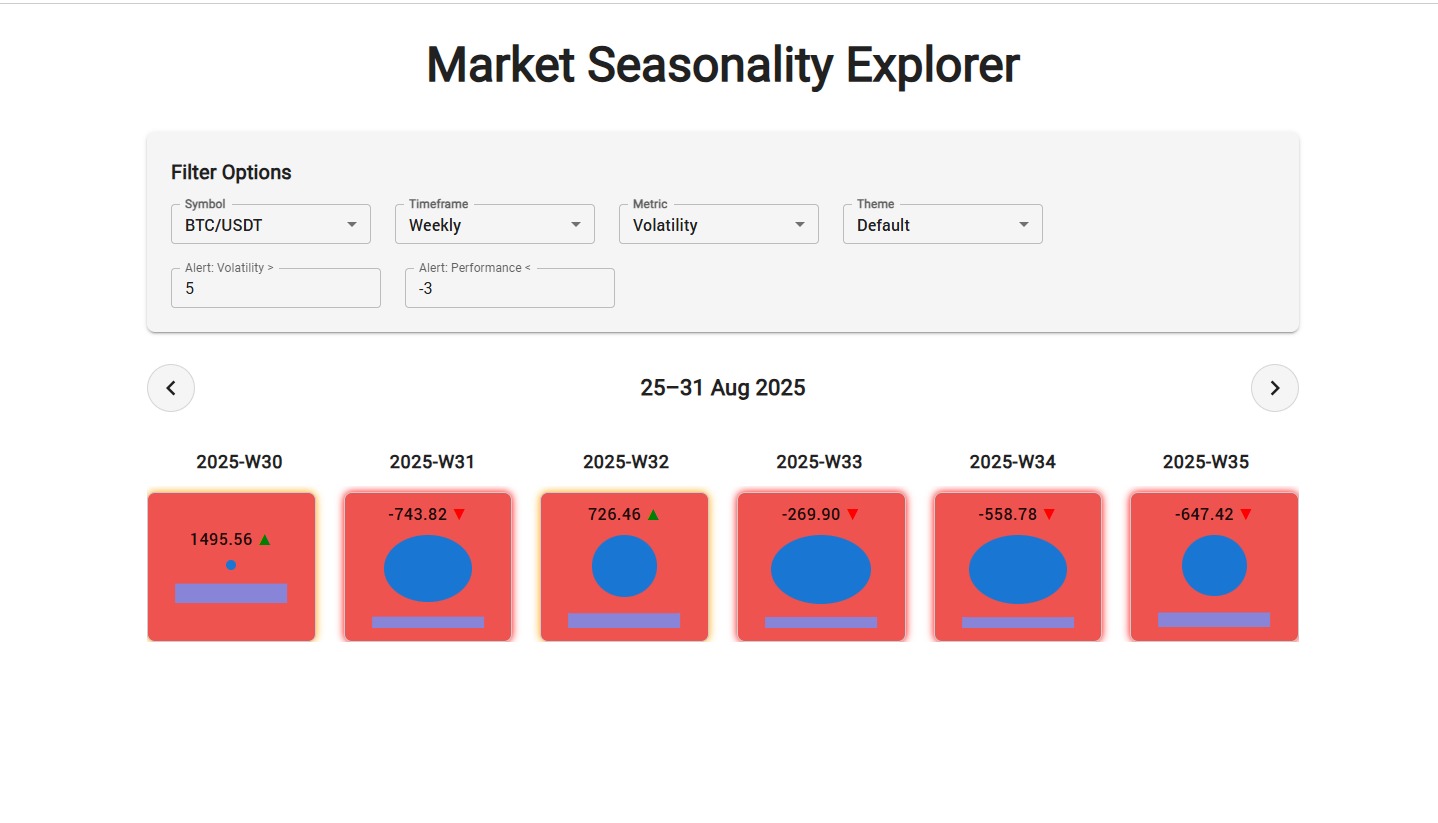 Market Seasonality Explorer
Filter Options
Symbol Timeframe Metric Theme
BTC/USDT Weekly Volatility Default
Alert: Volatility > Alert: Performance <
5 -3
25–31 Aug 2025
2025-W30 2025-W31 2025-W32 2025-W33 2025-W34 2025-W35
-743.82 ▼ 726.46 ▲ -269.90 ▼ -558.78 ▼ -647.42 ▼
1495.56 ▲